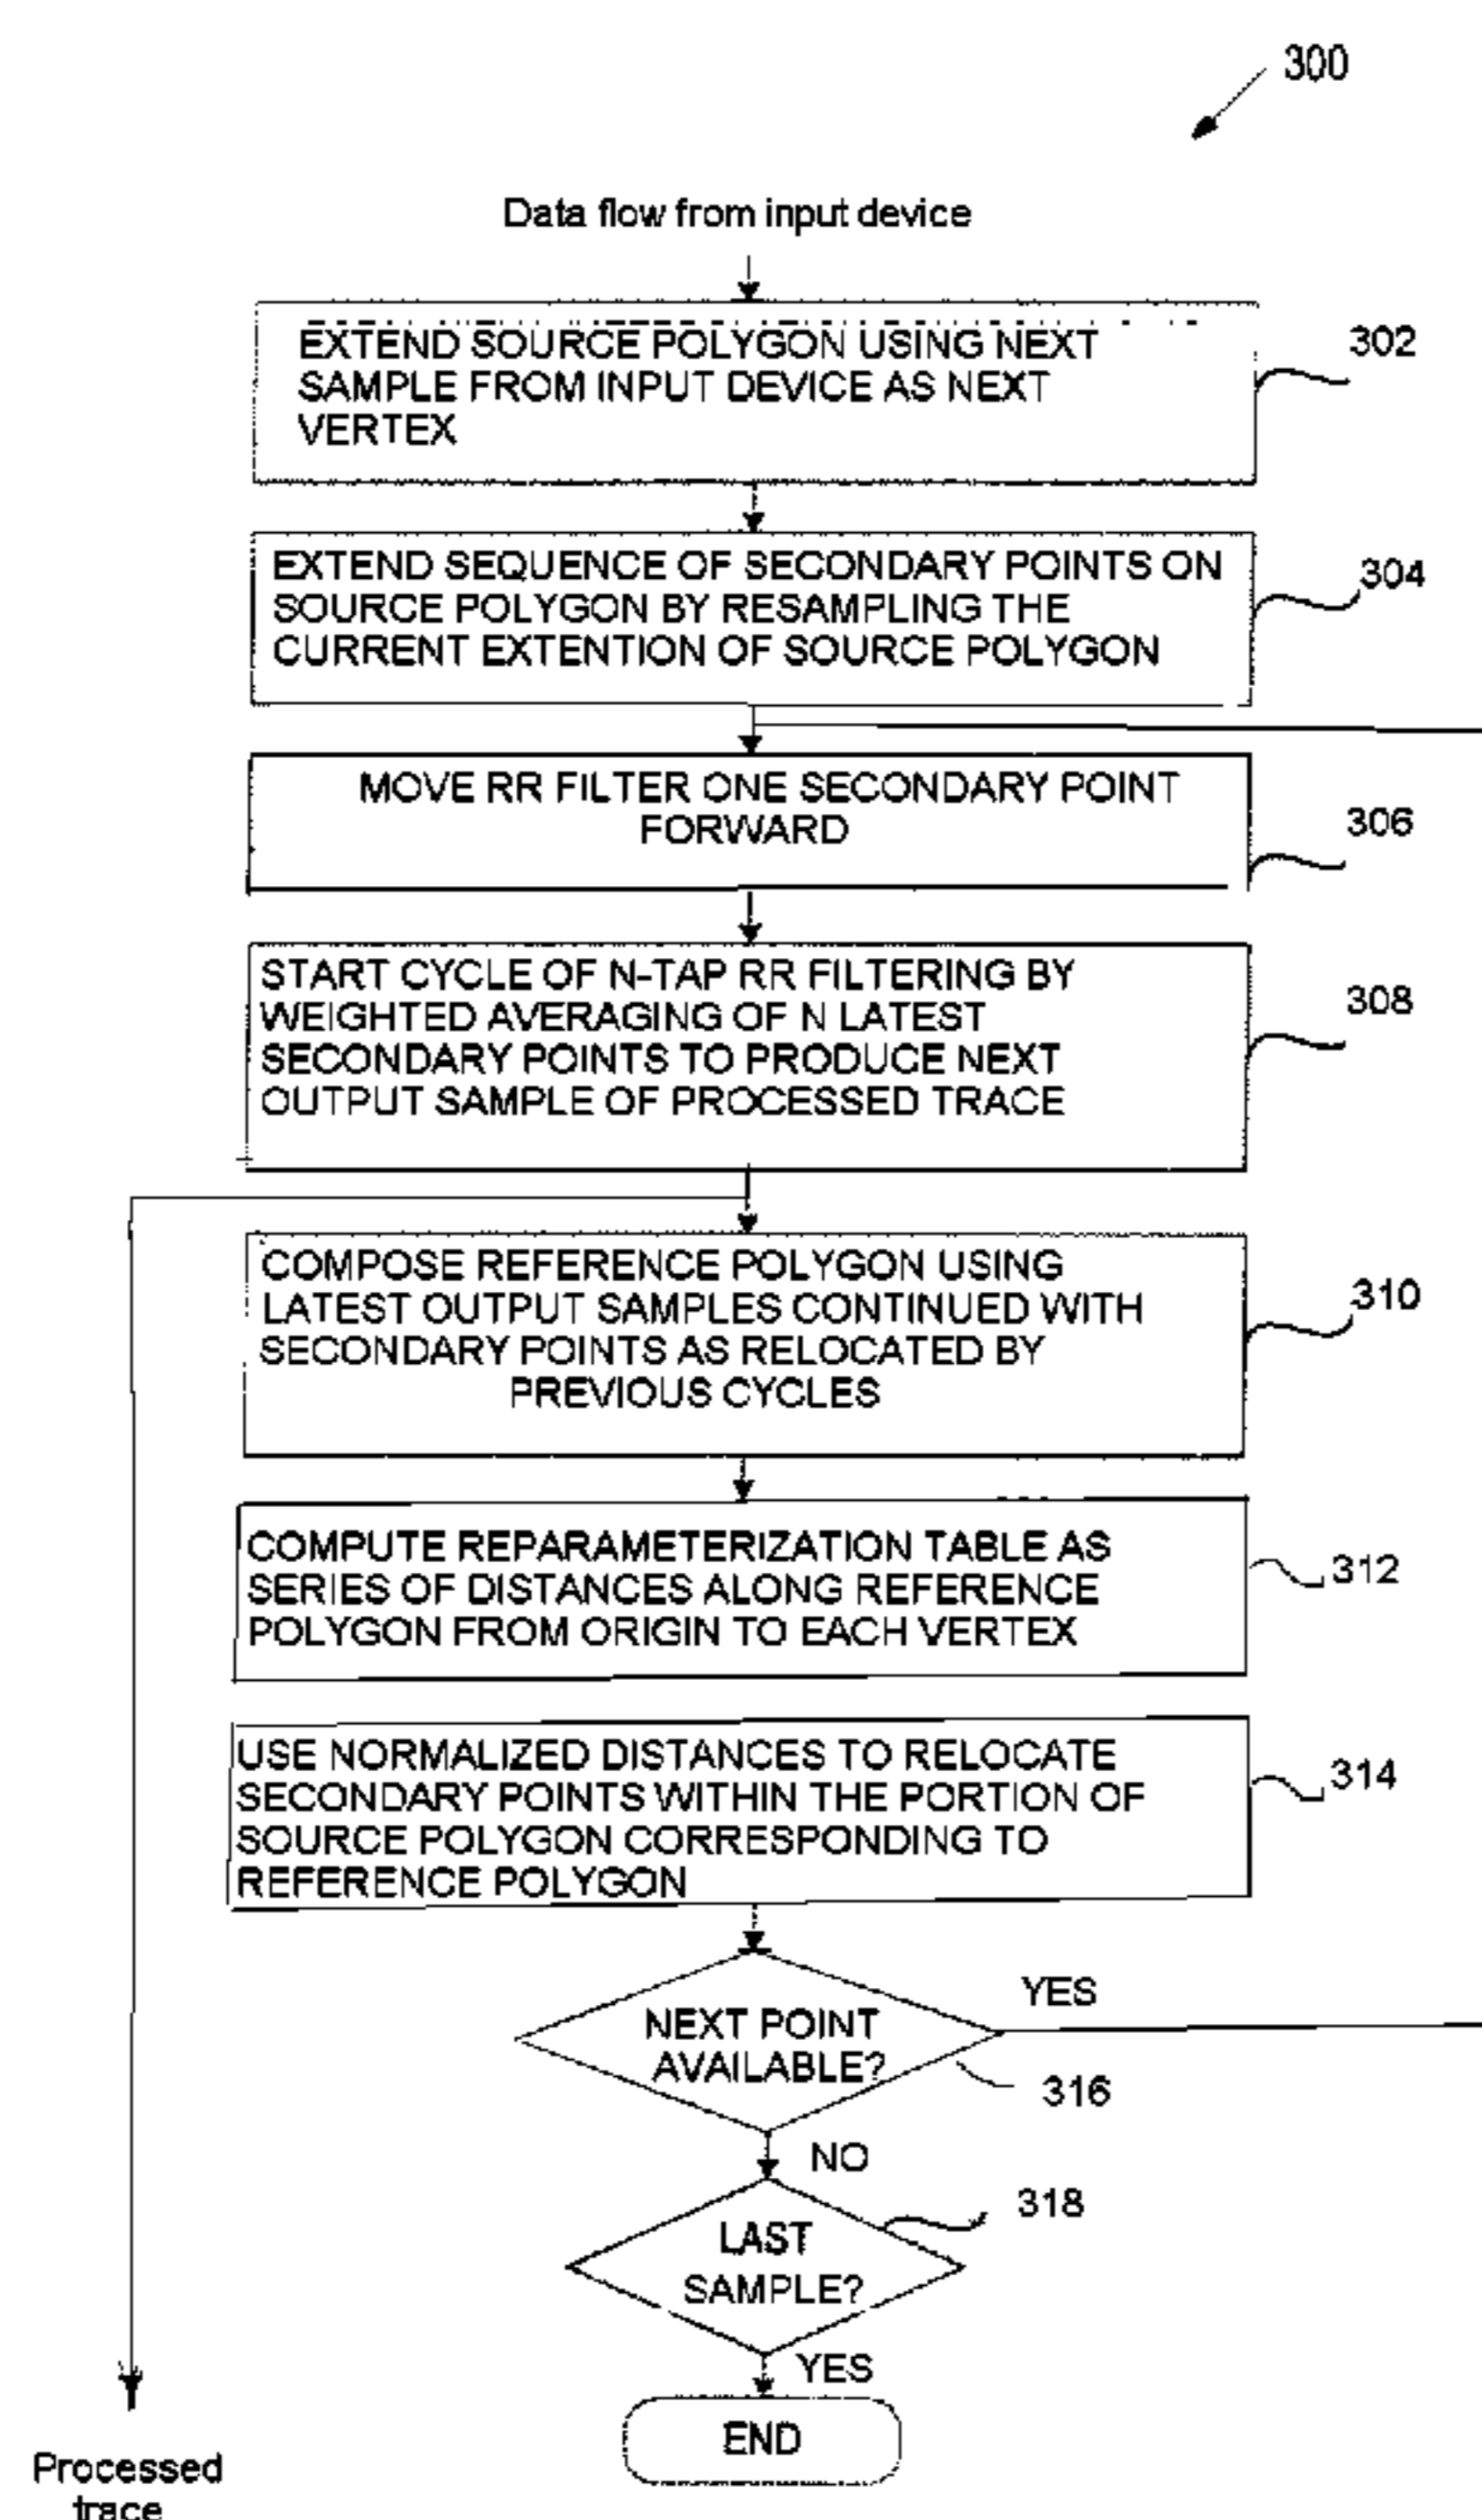 300
Data flow from input device
EXTEND SOURCE POLYGON USING NEXT
SAMPLE FROM INPUT DEVICE AS NEXT
VERTEX
302
EXTEND SEQUENCE OF SECONDARY POINTS ON
SOURCE POLYGON BY RESAMPLING THE
CURRENT EXTENTION OF SOURCE POLYGON
304
MOVE RR FILTER ONE SECONDARY POINT
FORWARD
306
START CYCLE OF N-TAP RR FILTERING BY
WEIGHTED AVERAGING OF N LATEST
SECONDARY POINTS TO PRODUCE NEXT
OUTPUT SAMPLE OF PROCESSED TRACE
308
COMPOSE REFERENCE POLYGON USING
LATEST OUTPUT SAMPLES CONTINUED WITH
SECONDARY POINTS AS RELOCATED BY
PREVIOUS CYCLES
310
COMPUTE REPARAMETERIZATION TABLE AS
SERIES OF DISTANCES ALONG REFERENCE
POLYGON FROM ORIGIN TO EACH VERTEX
312
USE NORMALIZED DISTANCES TO RELOCATE
SECONDARY POINTS WITHIN THE PORTION OF
SOURCE POLYGON CORRESPONDING TO
REFERENCE POLYGON
314
YES
NEXT POINT
AVAILABLE?
316
NO
318
LAST
SAMPLE?
YES
END
Processed
trace